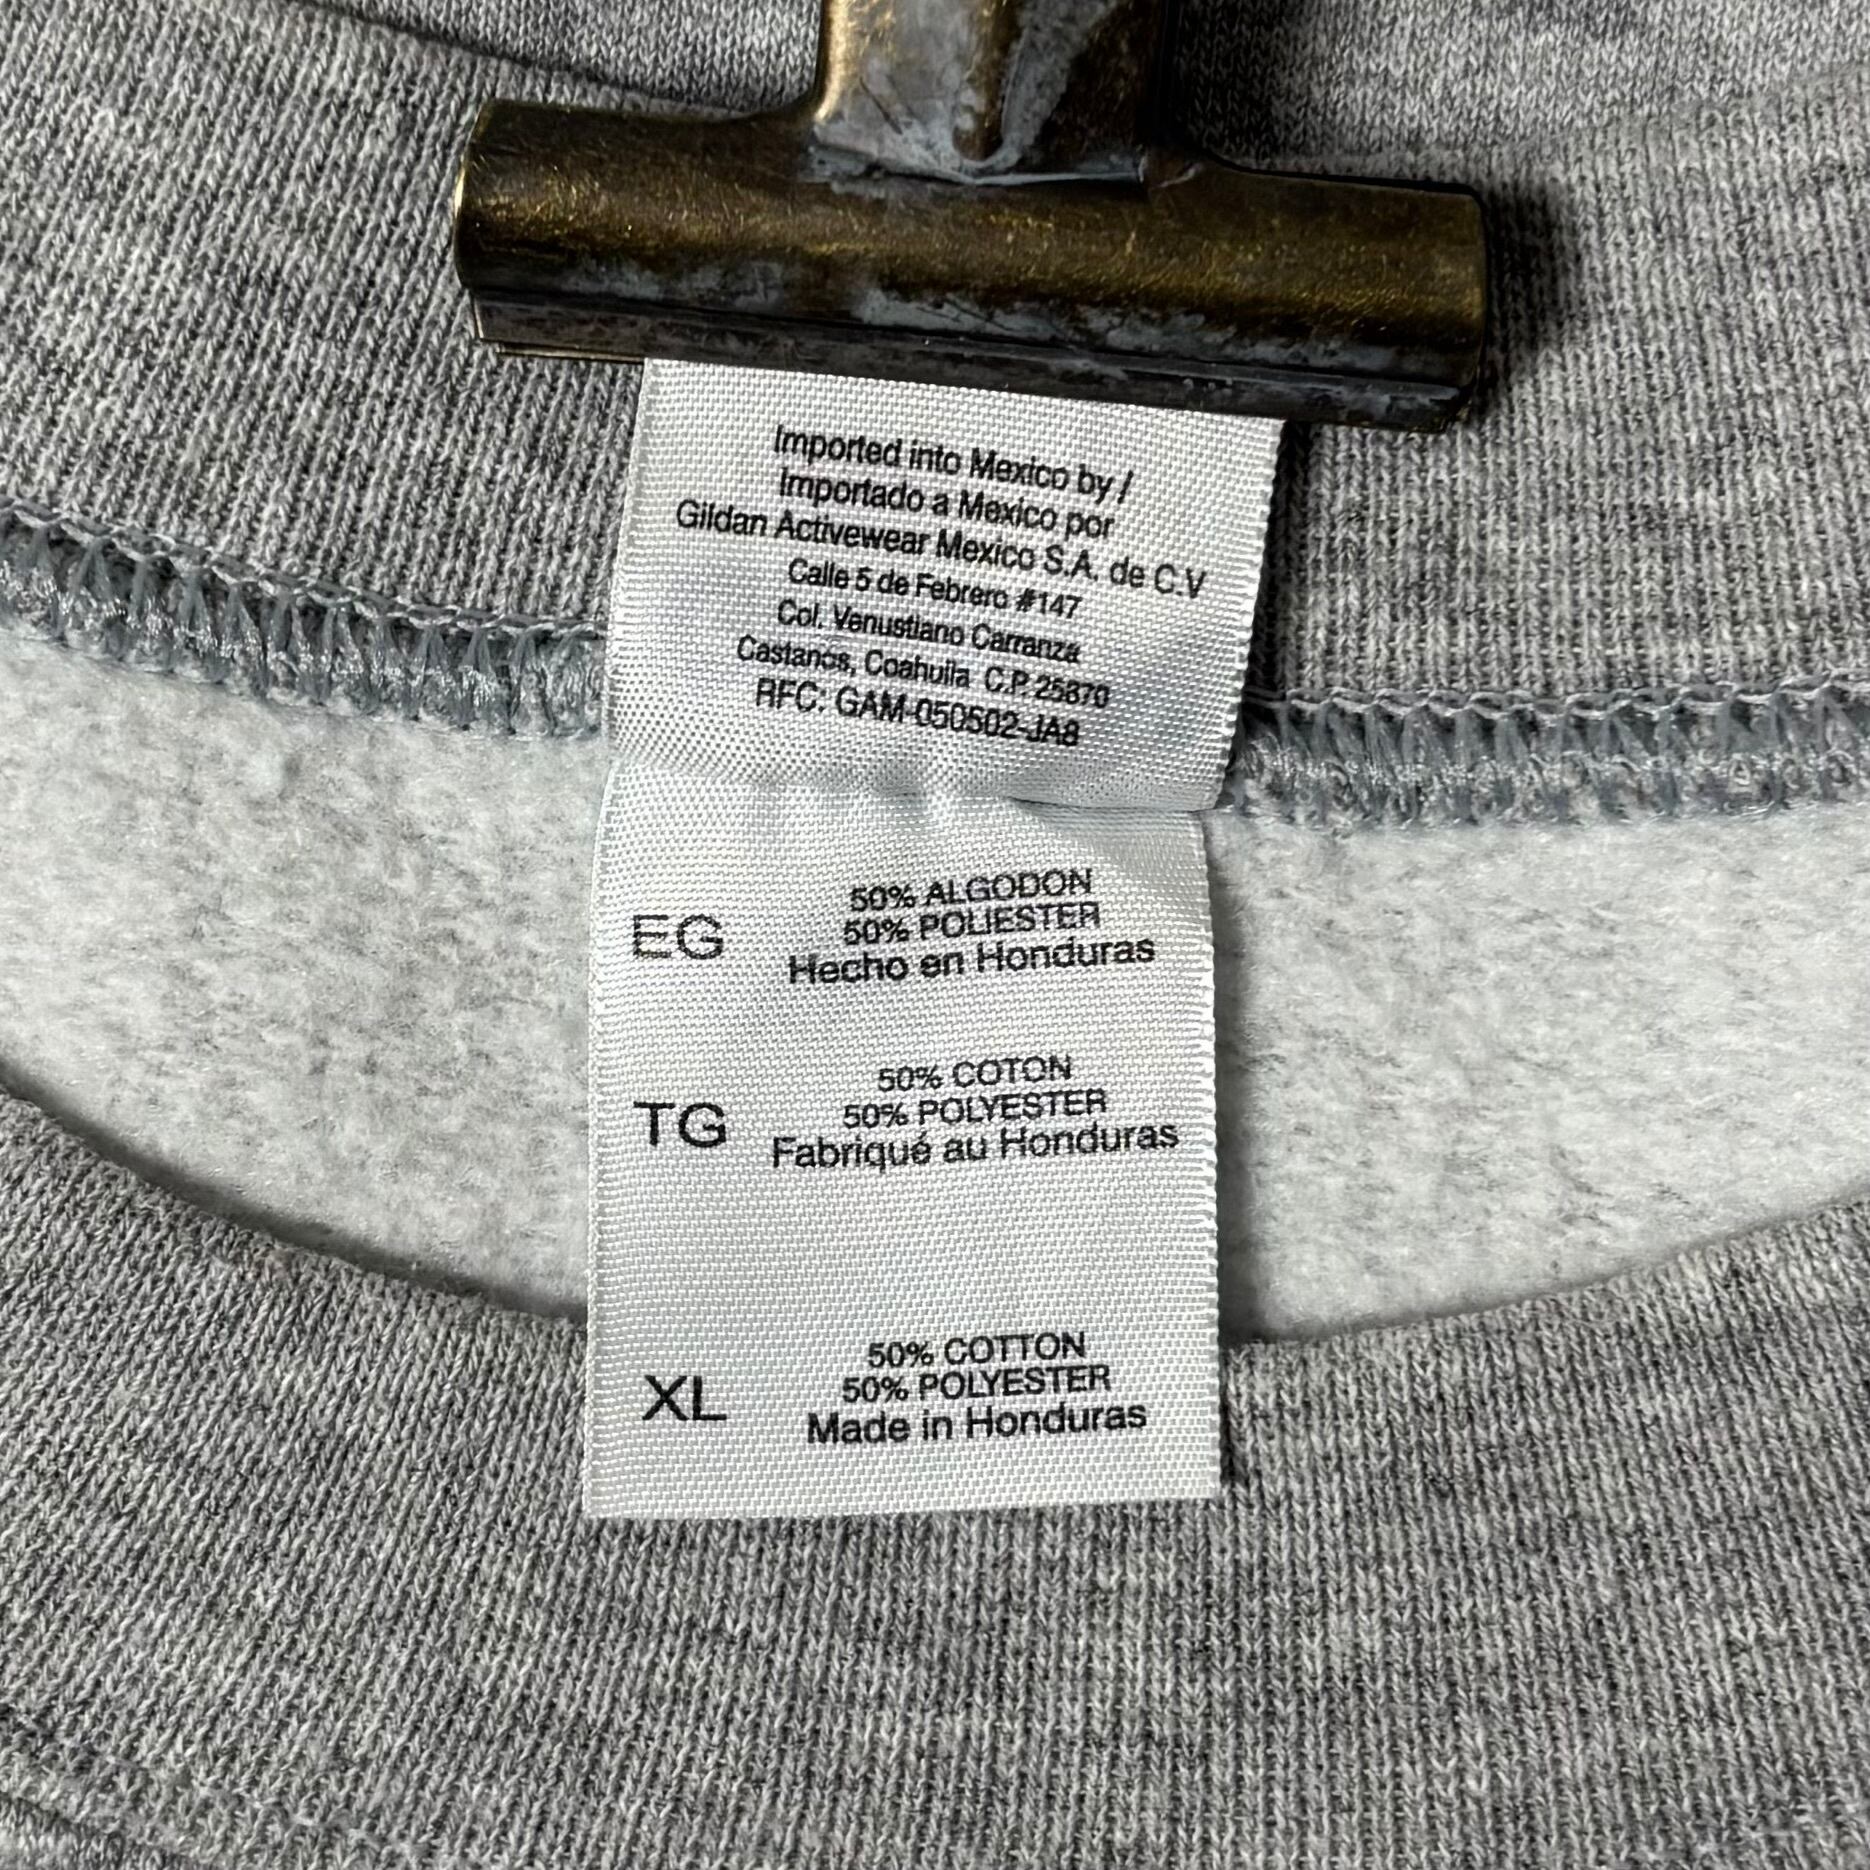 Imported into Mexico by /
Importado a Mexico por
Gildan Activewear Mexico S.A. de C.V
Calle 5 de Febrero #147
Col. Venustiano Carranza
Castanos, Coahuila C.P. 25870
RFC: GAM-050502-JA8
EG
50% ALGODON
50% POLIESTER
Hecho en Honduras
TG
50% COTON
50% POLYESTER
Fabriqué au Honduras
XL
50% COTTON
50% POLYESTER
Made in Honduras